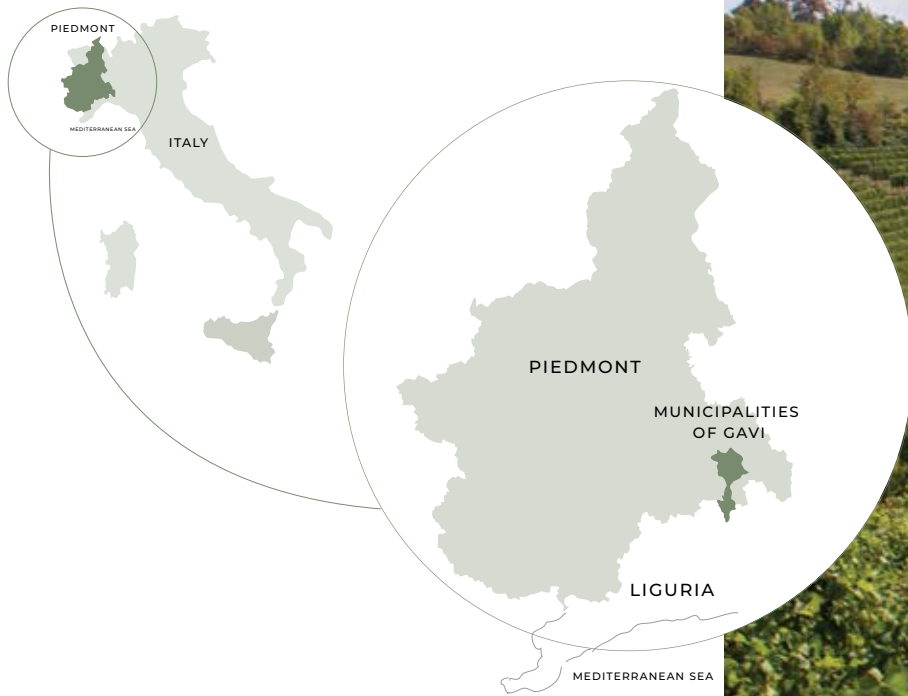 PIEDMONT
MEDITERRANEAN SEA
ITALY
PIEDMONT
MUNICIPALITIES
OF GAVI
LIGURIA
MEDITERRANEAN SEA